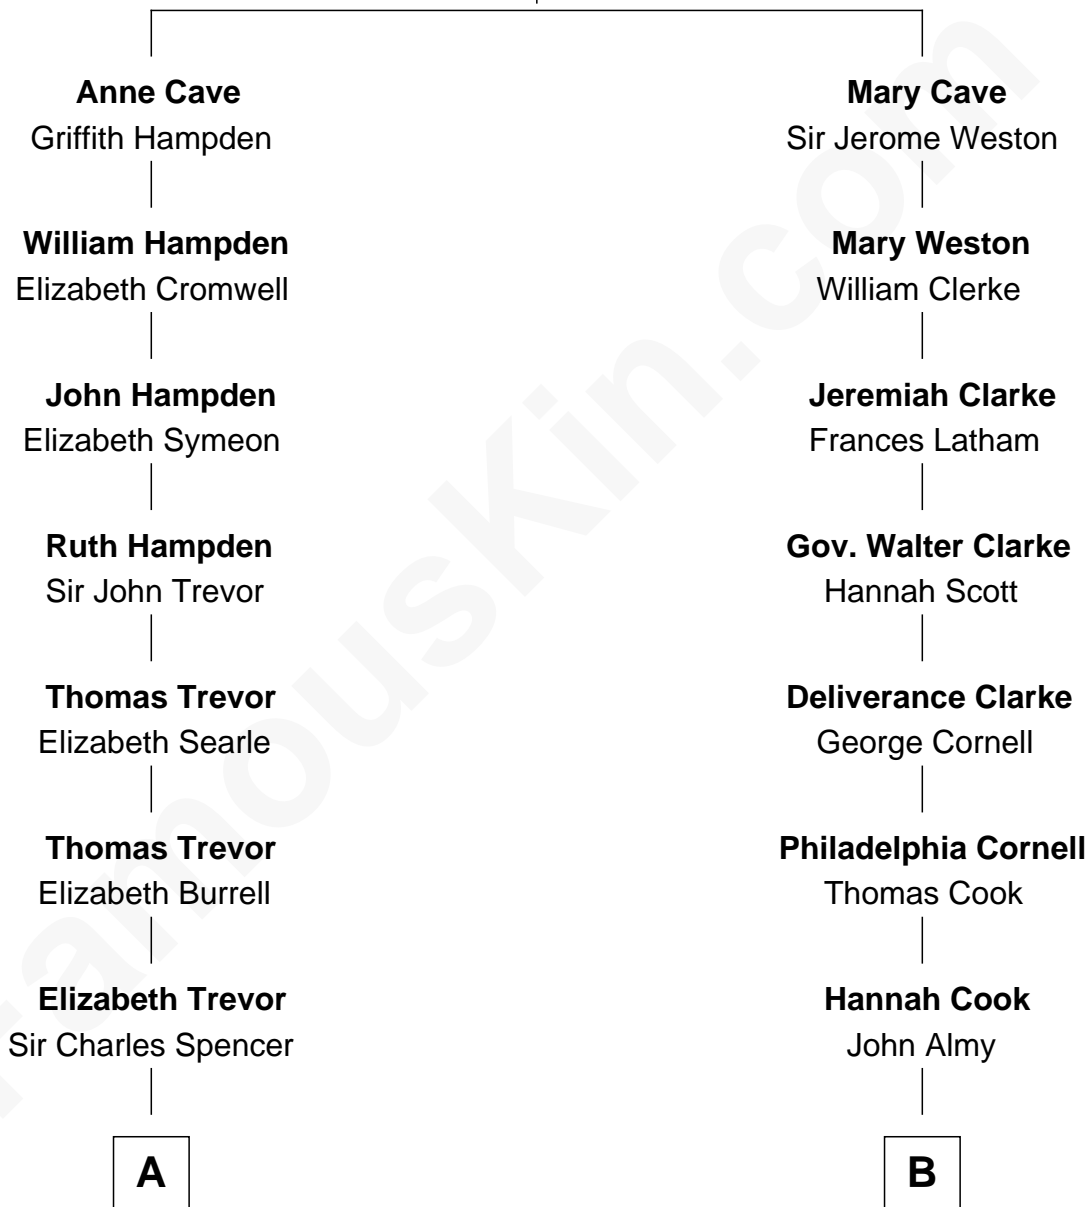 Anne Cave
Griffith Hampden
William Hampden
Elizabeth Cromwell
John Hampden
Elizabeth Symeon
Ruth Hampden
Sir John Trevor
Thomas Trevor
Elizabeth Searle
Thomas Trevor
Elizabeth Burrell
Elizabeth Trevor
Sir Charles Spencer
A
Mary Cave
Sir Jerome Weston
Mary Weston
William Clerke
Jeremiah Clarke
Frances Latham
Gov. Walter Clarke
Hannah Scott
Deliverance Clarke
George Cornell
Philadelphia Cornell
Thomas Cook
Hannah Cook
John Almy
B
FamousKin.com